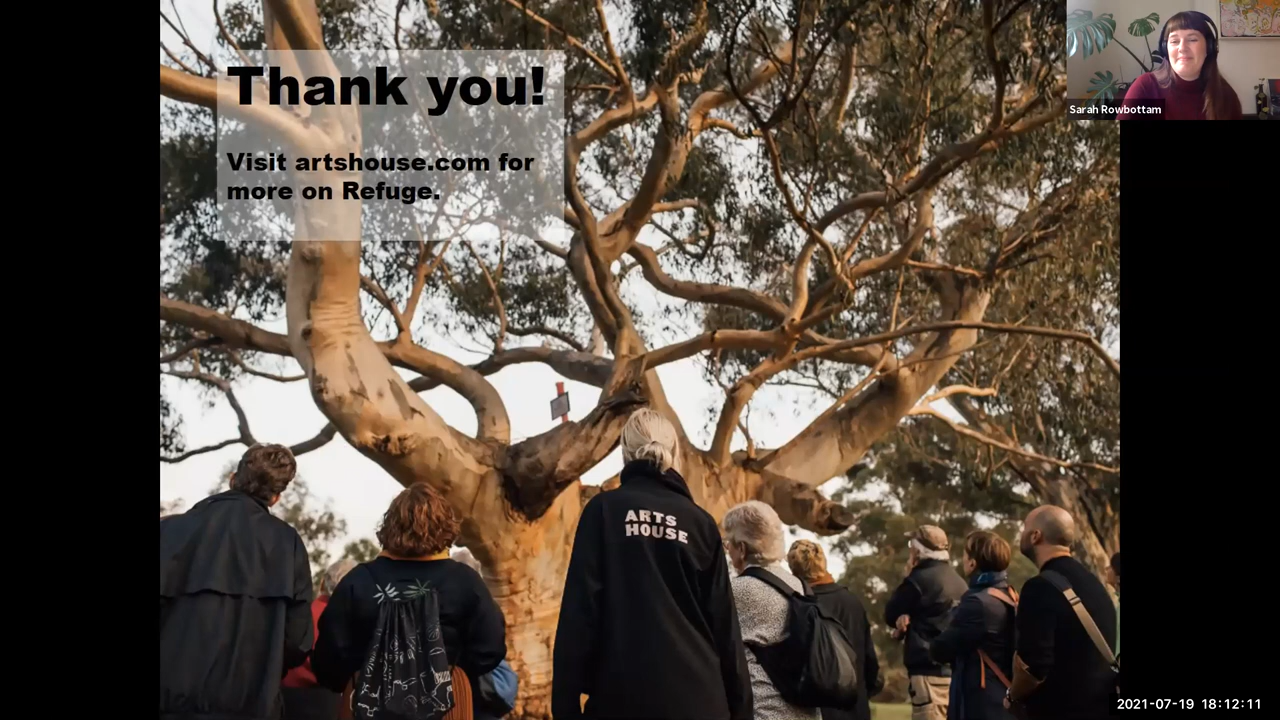 Thank you!
Visit artshouse.com for
more on Refuge.
Sarah Rowbottam
ARTS
HOUSE
2021-07-19 18:12:11